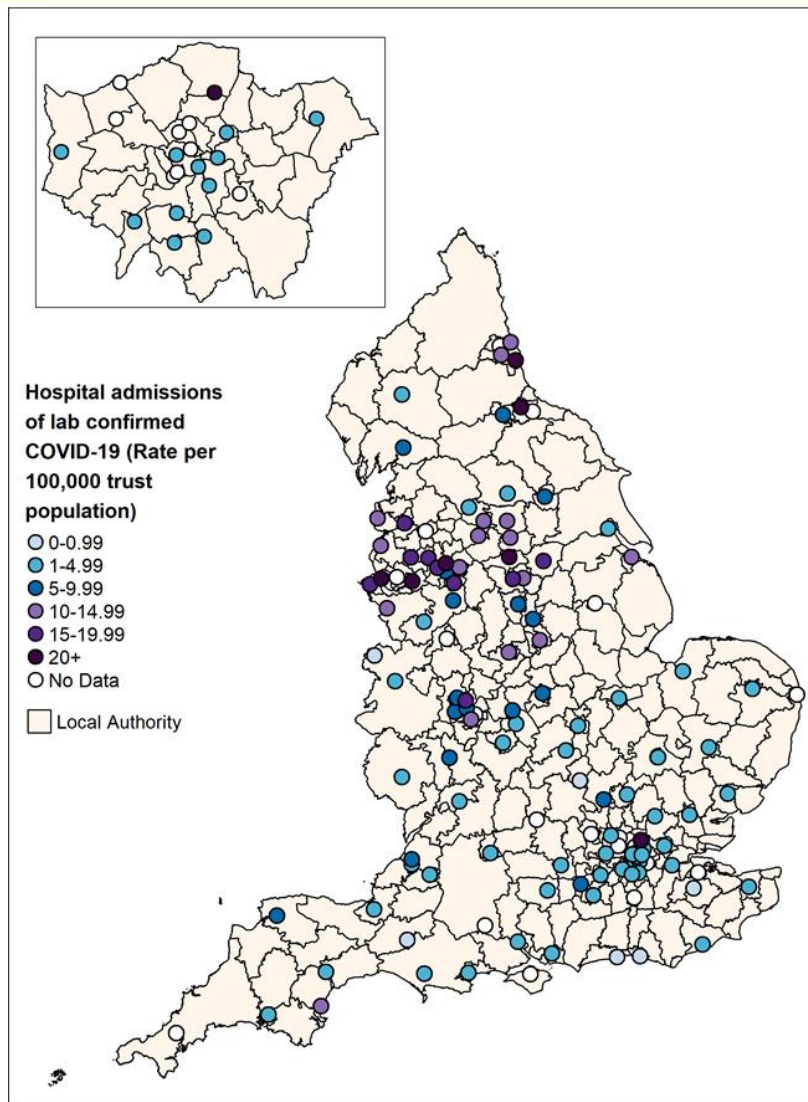 Hospital admissions
of lab confirmed
COVID-19 (Rate per
100,000 trust
population)
0-0.99
1-4.99
5-9.99
10-14.99
15-19.99
20+
No Data
Local Authority